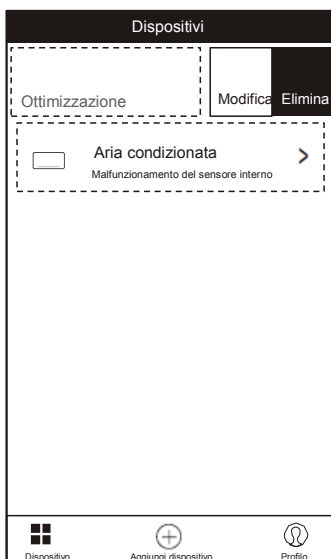 Dispositivi
Ottimizzazione
Modifica Elimina
Aria condizionata
Malfunzionamento del sensore interno
Dispositivo Aggiungi dispositivo Profilo